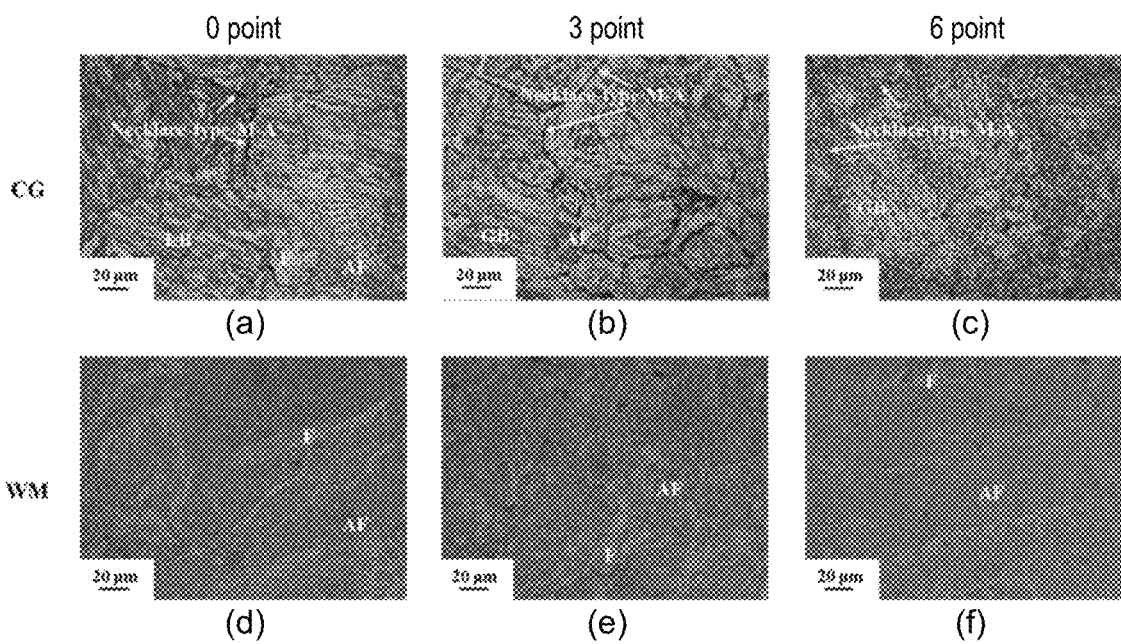 0 point
3 point
6 point
CG
Necklace-type M-A
F
AF
20 μm
Necklace-type M-A
GB
AF
20 μm
Necklace-type M-A
GB
20 μm
(a)
(b)
(c)
WM
F
AF
20 μm
AF
F
20 μm
F
AF
20 μm
(d)
(e)
(f)